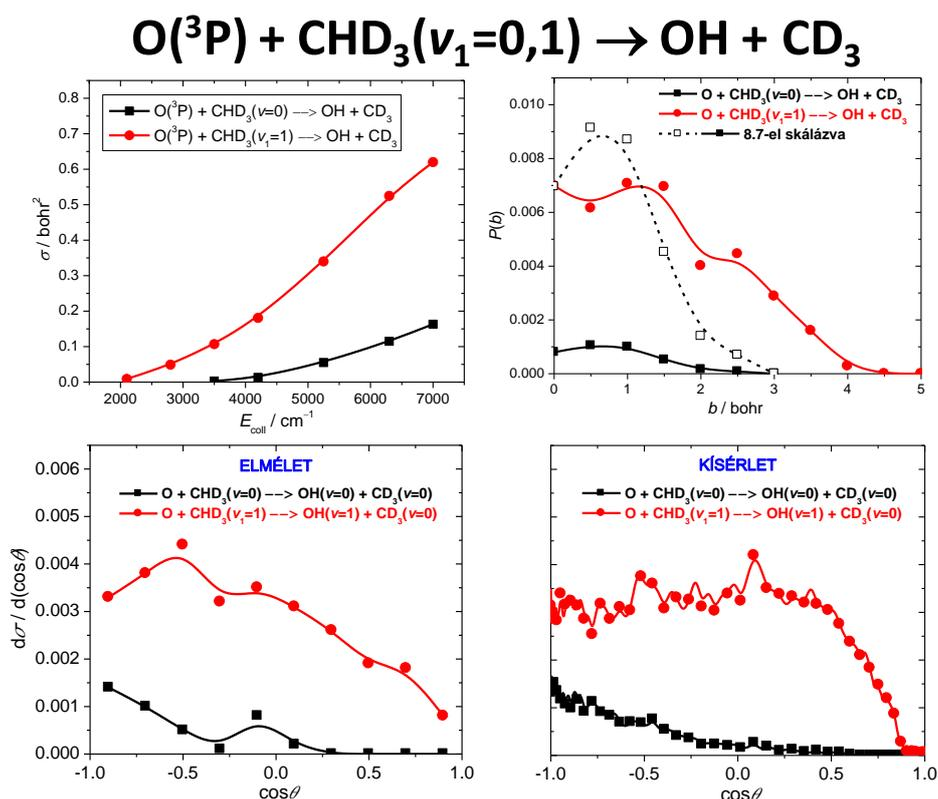 O(³P) + CHD₃(v₁=0,1) → OH + CD₃
0.8
0.7
0.6
0.5
0.4
0.3
0.2
0.1
0.0
σ / bohr²
O(³P) + CHD₃(v=0) --–> OH + CD₃
O(³P) + CHD₃(v₁=1) --–> OH + CD₃
2000 3000 4000 5000 6000 7000
E_coll / cm⁻¹
0.010
0.008
0.006
0.004
0.002
0.000
P(b)
O + CHD₃(v=0) --–> OH + CD₃
O + CHD₃(v₁=1) --–> OH + CD₃
8.7-el skálázva
0 1 2 3 4 5
b / bohr
0.006
0.005
0.004
0.003
0.002
0.001
0.000
dσ / d(cosθ)
ELMÉLET
O + CHD₃(v=0) --–> OH(v=0) + CD₃(v=0)
O + CHD₃(v₁=1) --–> OH(v=1) + CD₃(v=0)
-1.0 -0.5 0.0 0.5 1.0
cosθ
KÍSÉRLET
O + CHD₃(v=0) --–> OH(v=0) + CD₃(v=0)
O + CHD₃(v₁=1) --–> OH(v=1) + CD₃(v=0)
-1.0 -0.5 0.0 0.5 1.0
cosθ